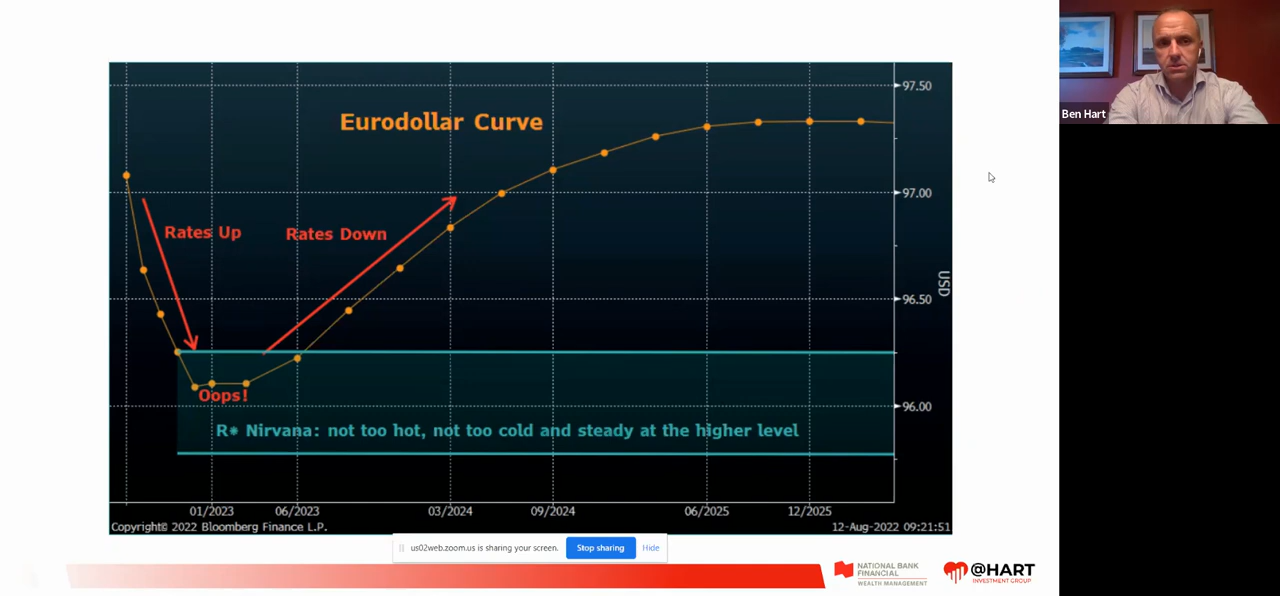 Eurodollar Curve
Rates Up
Rates Down
Oops!
R* Nirvana: not too hot, not too cold and steady at the higher level
97.50
97.00
96.50
96.00
USD
01/2023 06/2023 03/2024 09/2024 06/2025 12/2025
Copyright© 2022 Bloomberg Finance L.P. 12-Aug-2022 09:21:51
us02web.zoom.us is sharing your screen. Stop sharing Hide
NATIONAL BANK
FINANCIAL
WEALTH MANAGEMENT
@HART
INVESTMENT GROUP
Ben Hart